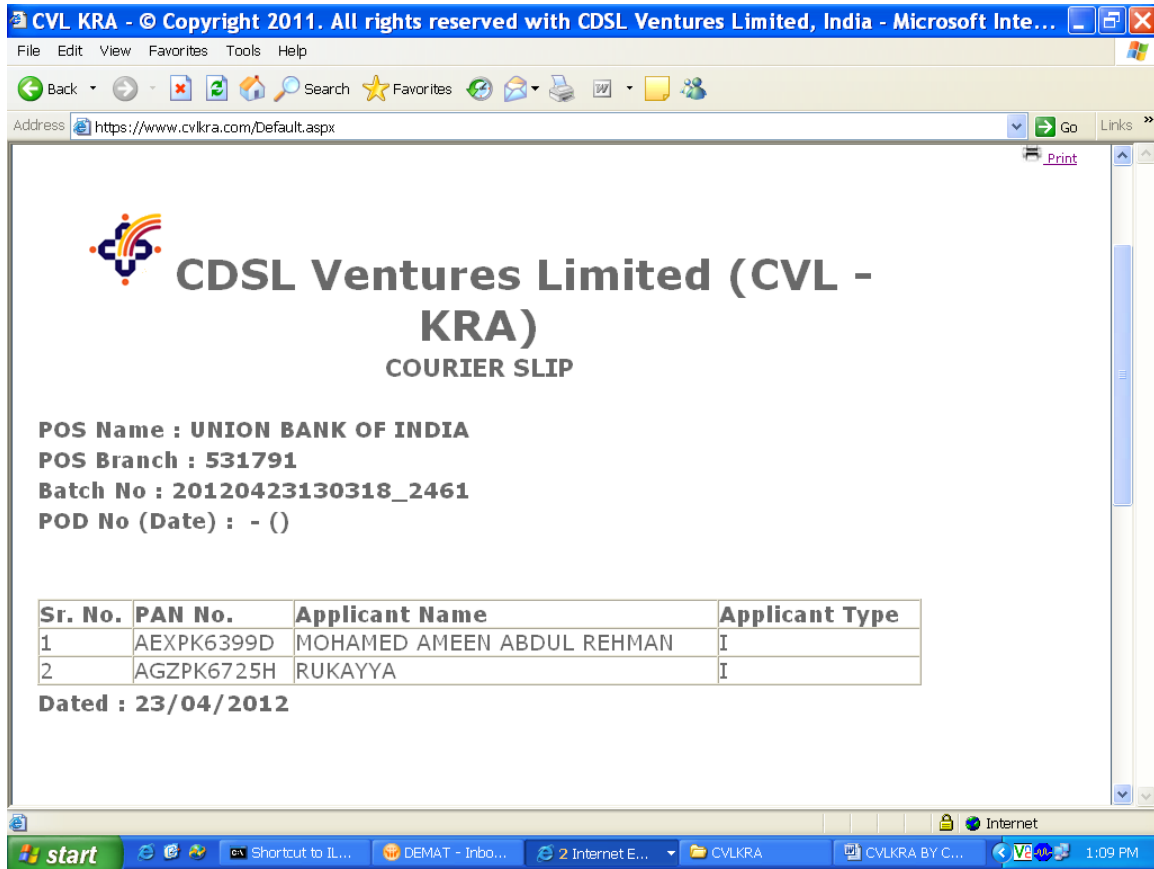 CVL KRA - © Copyright 2011. All rights reserved with CDSL Ventures Limited, India - Microsoft Inte...
File Edit View Favorites Tools Help
Back Search Favorites
Address https://www.cvlkra.com/Default.aspx Go Links »
Print
CDSL Ventures Limited (CVL -
KRA)
COURIER SLIP
POS Name : UNION BANK OF INDIA
POS Branch : 531791
Batch No : 20120423130318_2461
POD No (Date) : - ()
Sr. No. PAN No. Applicant Name Applicant Type
1 AEXPK6399D MOHAMED AMEEN ABDUL REHMAN I
2 AGZPK6725H RUKAYYA I
Dated : 23/04/2012
Internet
start Shortcut to IL... DEMAT - Inbo... 2 Internet E... CVLKRA CVLKRA BY C... 1:09 PM